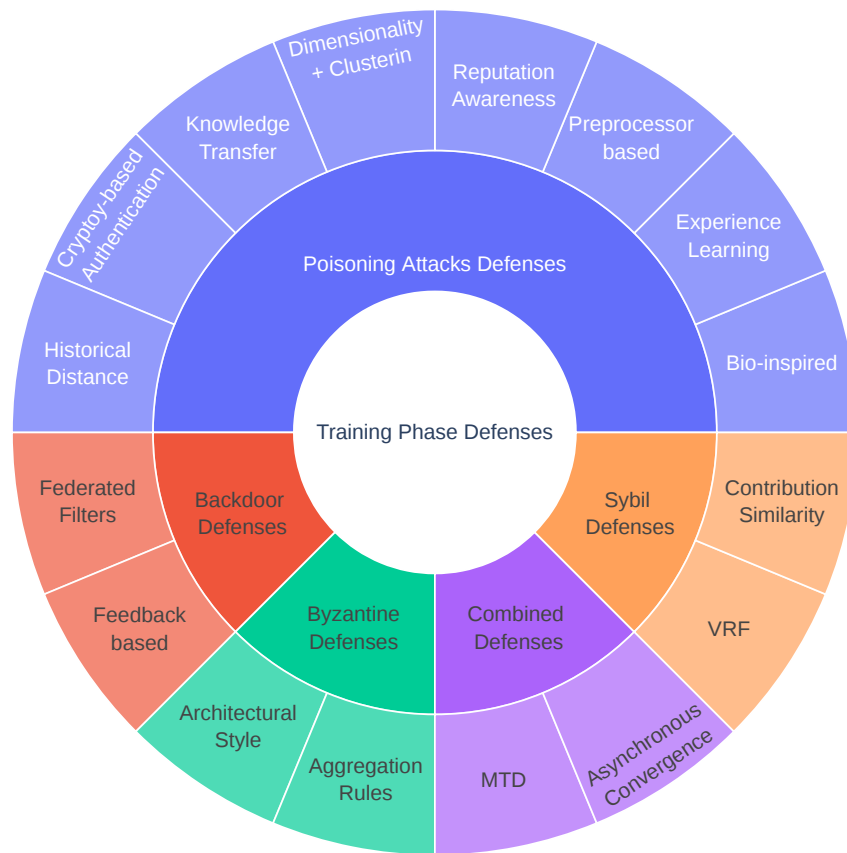 Dimensionality
+ Clusterin
Reputation
Awareness
Knowledge
Transfer
Preprocessor
based
Cryptoy-based
Authentication
Experience
Learning
Poisoning Attacks Defenses
Historical
Distance
Bio-inspired
Training Phase Defenses
Federated
Filters
Backdoor
Defenses
Sybil
Defenses
Contribution
Similarity
Feedback
based
Byzantine
Defenses
Combined
Defenses
VRF
Architectural
Style
Aggregation
Rules
MTD
Asynchronous
Convergence